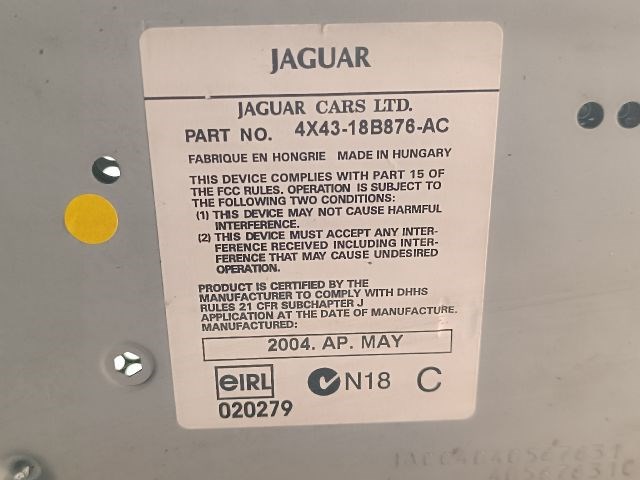 JAGUAR
JAGUAR CARS LTD.
PART NO. 4X43-18B876-AC
FABRIQUE EN HONGRIE MADE IN HUNGARY
THIS DEVICE COMPLIES WITH PART 15 OF
THE FCC RULES. OPERATION IS SUBJECT TO
THE FOLLOWING TWO CONDITIONS:
(1) THIS DEVICE MAY NOT CAUSE HARMFUL
INTERFERENCE.
(2) THIS DEVICE MUST ACCEPT ANY INTER-
FERENCE RECEIVED INCLUDING INTER-
FERENCE THAT MAY CAUSE UNDESIRED
OPERATION.
PRODUCT IS CERTIFIED BY THE
MANUFACTURER TO COMPLY WITH DHHS
RULES 21 CFR SUBCHAPTER J
APPLICATION AT THE DATE OF MANUFACTURE.
MANUFACTURED:
2004. AP. MAY
eIRL N18 C
020279